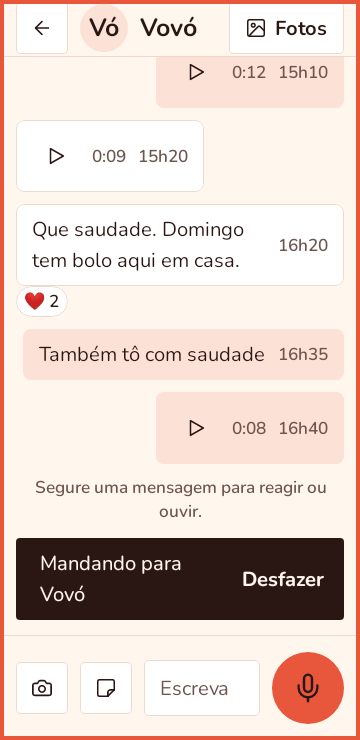 Vó Vovó Fotos
0:12 15h10
0:09 15h20
Que saudade. Domingo
tem bolo aqui em casa.
16h20
❤️ 2
Também tô com saudade 16h35
0:08 16h40
Segure uma mensagem para reagir ou
ouvir.
Mandando para
Vovó
Desfazer
Escreva